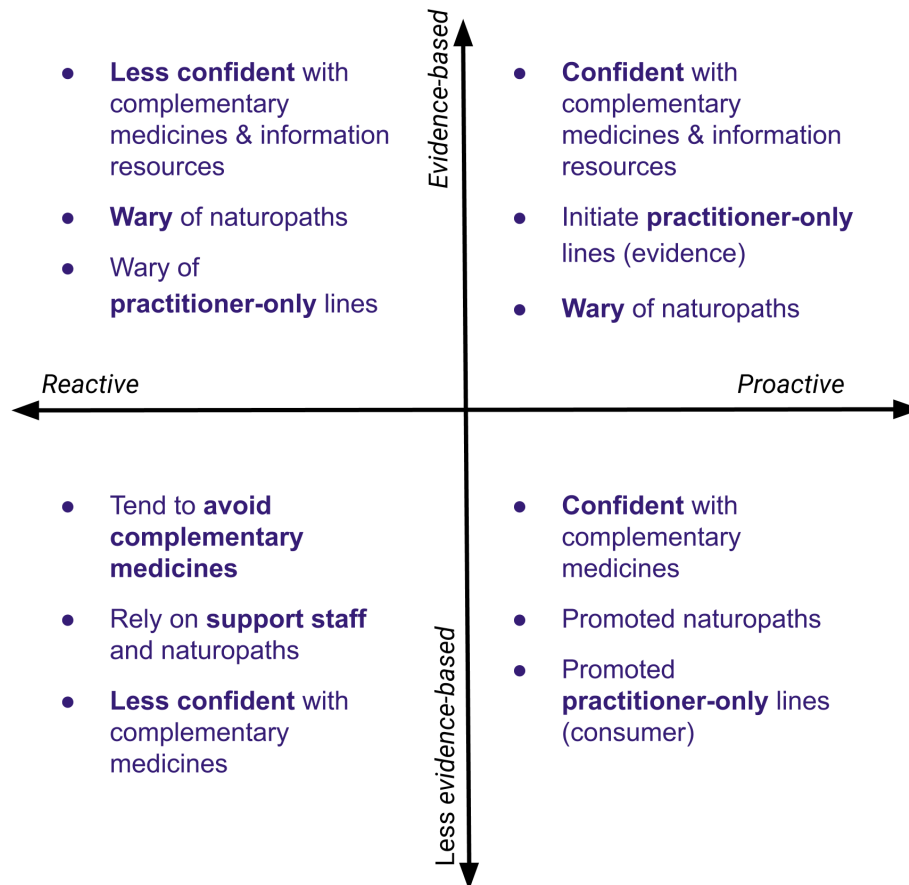 Evidence-based
● Less confident with
complementary
medicines & information
resources
● Wary of naturopaths
● Wary of
practitioner-only lines
● Confident with
complementary
medicines & information
resources
● Initiate practitioner-only
lines (evidence)
● Wary of naturopaths
Reactive
Proactive
● Tend to avoid
complementary
medicines
● Rely on support staff
and naturopaths
● Less confident with
complementary
medicines
● Confident with
complementary
medicines
● Promoted naturopaths
● Promoted
practitioner-only lines
(consumer)
Less evidence-based